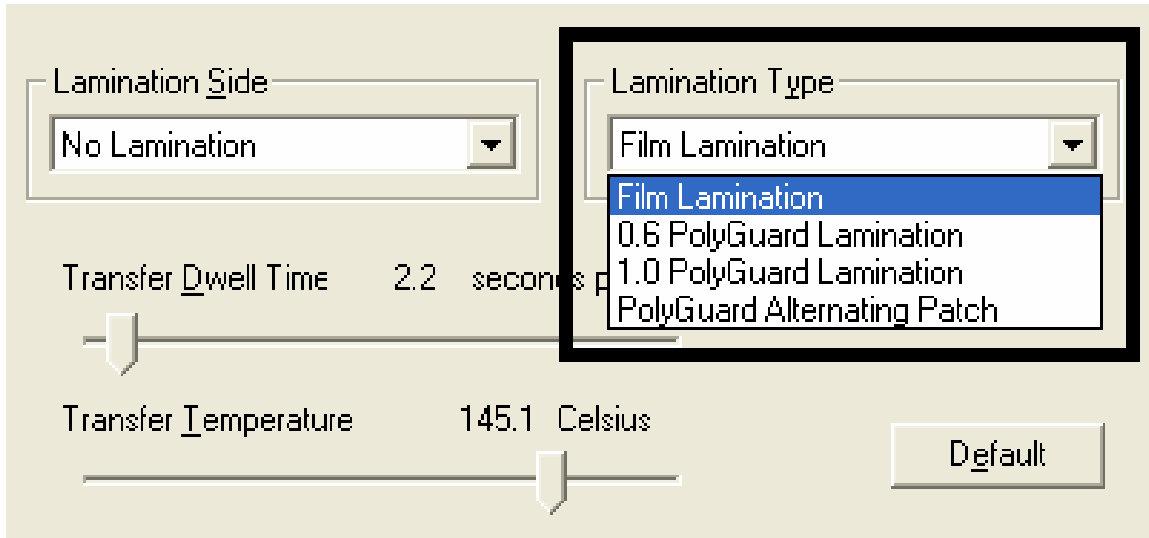 Lamination Side
No Lamination
Lamination Type
Film Lamination
Film Lamination
0.6 PolyGuard Lamination
1.0 PolyGuard Lamination
PolyGuard Alternating Patch
Transfer Dwell Time 2.2 seconds p
Transfer Temperature 145.1 Celsius
Default